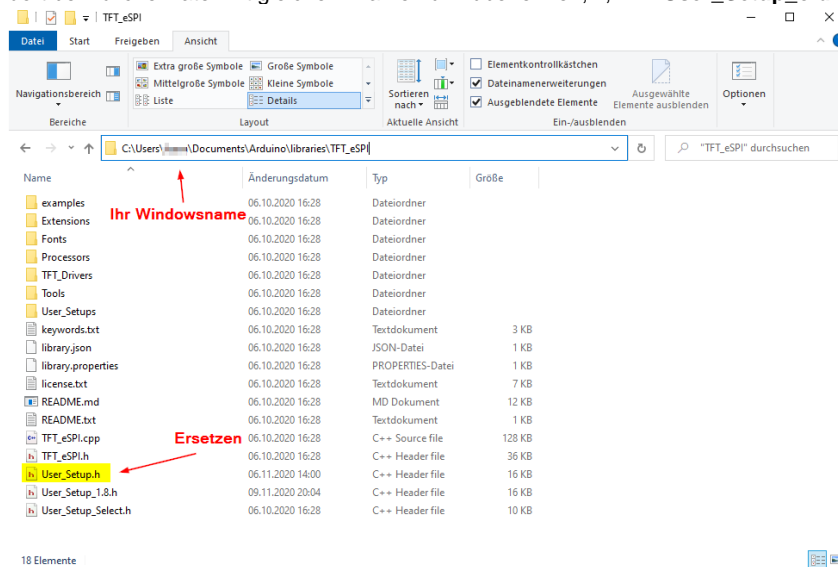 TFT_eSPI
Datei Start Freigeben Ansicht
Extra große Symbole Große Symbole
Mittelgroße Symbole Kleine Symbole
Liste Details
Navigationsbereich
Sortieren nach
Elementkontrollkästchen
Dateinamenerweiterungen
Ausgeblendete Elemente
Ausgewählte Elemente ausblenden
Optionen
Bereiche Layout Aktuelle Ansicht Ein-/ausblenden
C:\Users\ \Documents\Arduino\libraries\TFT_eSPI "TFT_eSPI" durchsuchen
Name Änderungsdatum Typ Größe
examples 06.10.2020 16:28 Dateiordner
Ihr Windowsname
Extensions 06.10.2020 16:28 Dateiordner
Fonts 06.10.2020 16:28 Dateiordner
Processors 06.10.2020 16:28 Dateiordner
TFT_Drivers 06.10.2020 16:28 Dateiordner
Tools 06.10.2020 16:28 Dateiordner
User_Setups 06.10.2020 16:28 Dateiordner
keywords.txt 06.10.2020 16:28 Textdokument 3 KB
library.json 06.10.2020 16:28 JSON-Datei 1 KB
library.properties 06.10.2020 16:28 PROPERTIES-Datei 1 KB
license.txt 06.10.2020 16:28 Textdokument 7 KB
README.md 06.10.2020 16:28 MD Dokument 12 KB
README.txt 06.10.2020 16:28 Textdokument 1 KB
TFT_eSPI.cpp Ersetzen 06.10.2020 16:28 C++ Source file 128 KB
TFT_eSPI.h 06.10.2020 16:28 C++ Header file 36 KB
User_Setup.h 06.11.2020 14:00 C++ Header file 16 KB
User_Setup_1.8.h 09.11.2020 20:04 C++ Header file 16 KB
User_Setup_Select.h 06.10.2020 16:28 C++ Header file 10 KB
18 Elemente